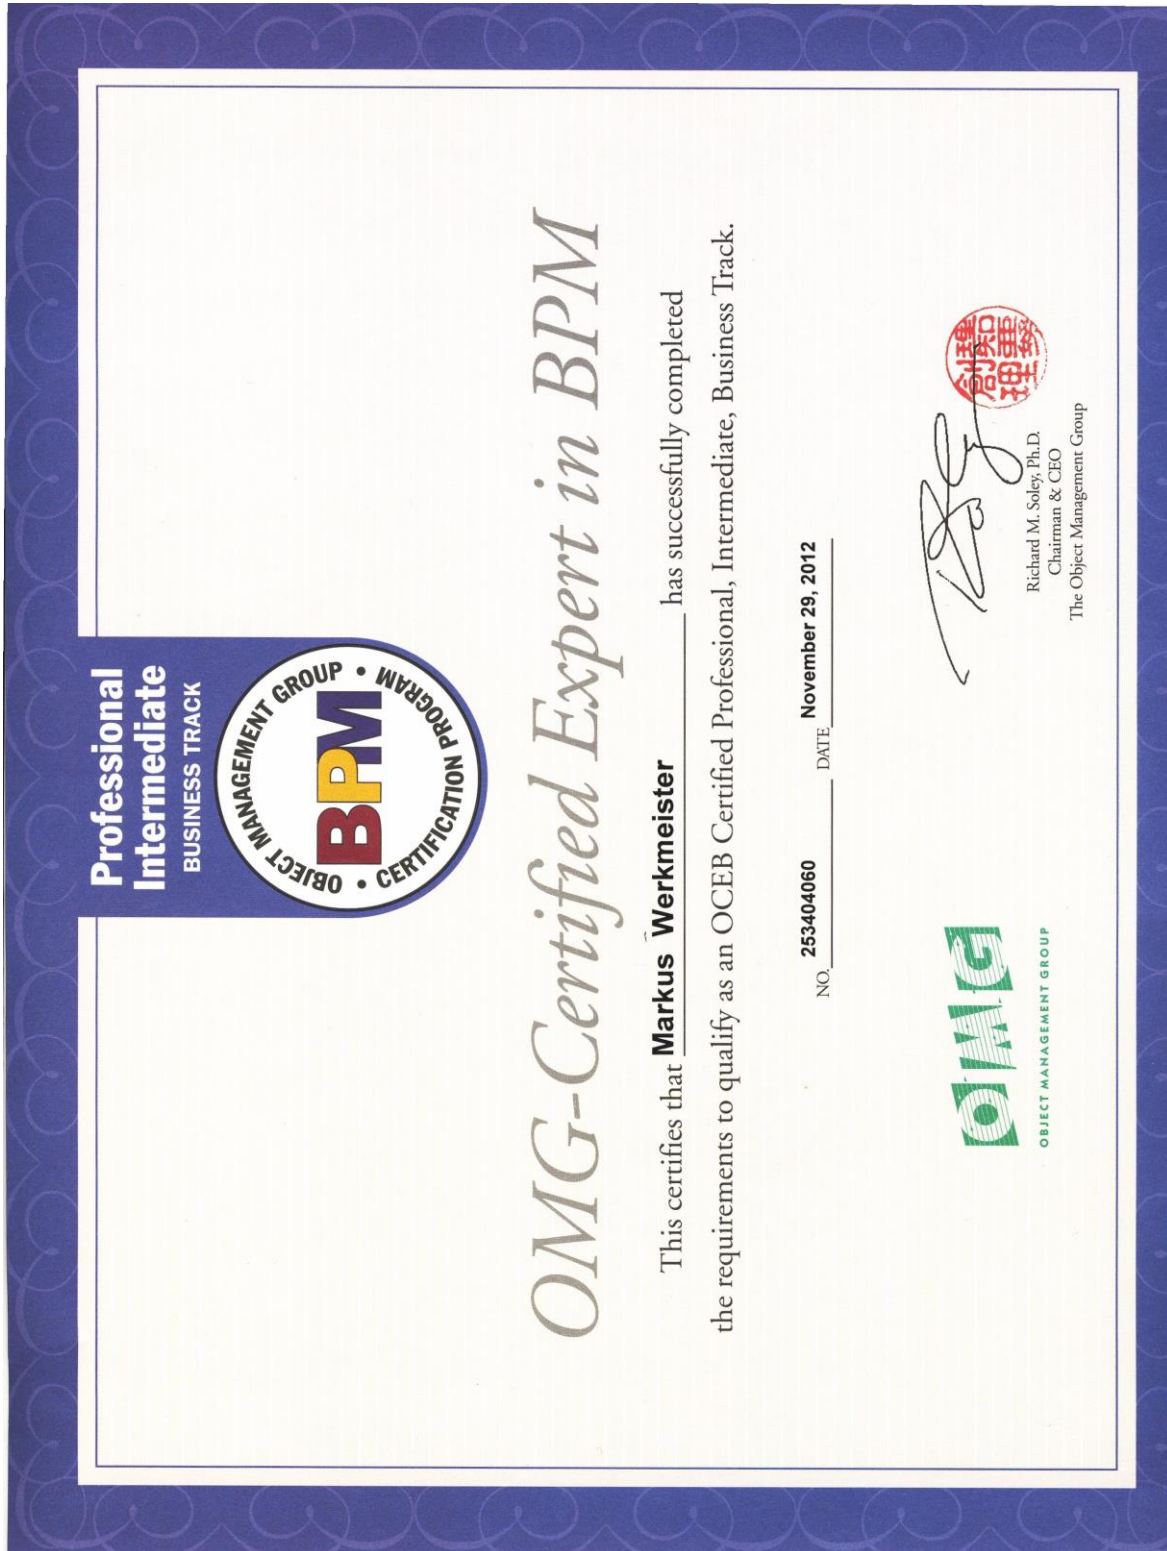 Professional
Intermediate
BUSINESS TRACK
OBJECT MANAGEMENT GROUP •
CERTIFICATION PROGRAM •
BPM
OMG-Certified Expert in BPM
This certifies that Markus Werkmeister has successfully completed
the requirements to qualify as an OCEB Certified Professional, Intermediate, Business Track.
NO. 253404060 DATE November 29, 2012
OMG
OBJECT MANAGEMENT GROUP
Richard M. Soley, Ph.D.
Chairman & CEO
The Object Management Group